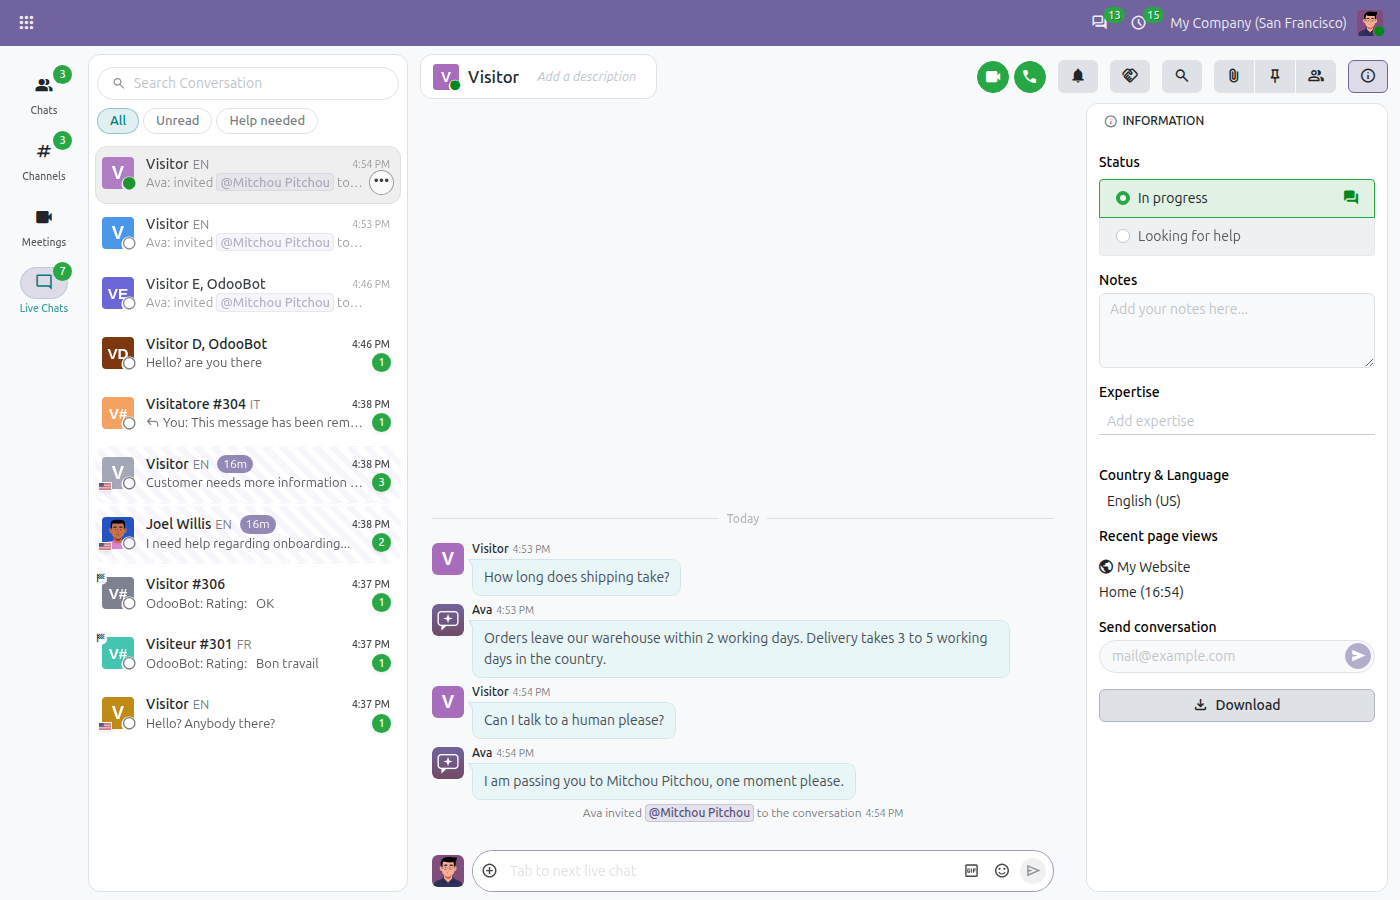 13
15
My Company (San Francisco)
3
Chats
3
Channels
Meetings
7
Live Chats
Search Conversation
All
Unread
Help needed
V
Visitor EN
4:54 PM
Ava: invited @Mitchou Pitchou to...
V
Visitor EN
4:53 PM
Ava: invited @Mitchou Pitchou to...
VE
Visitor E, OdooBot
4:46 PM
Ava: invited @Mitchou Pitchou to...
VD
Visitor D, OdooBot
4:46 PM
Hello? are you there
1
V#
Visitatore #304 IT
4:38 PM
You: This message has been rem...
1
V
Visitor EN 16m
4:38 PM
Customer needs more information ...
3
Joel Willis EN 16m
4:38 PM
I need help regarding onboarding...
2
V#
Visitor #306
4:37 PM
OdooBot: Rating: OK
1
V#
Visiteur #301 FR
4:37 PM
OdooBot: Rating: Bon travail
1
V
Visitor EN
4:37 PM
Hello? Anybody there?
1
V
Visitor
Add a description
Today
V
Visitor 4:53 PM
How long does shipping take?
Ava 4:53 PM
Orders leave our warehouse within 2 working days. Delivery takes 3 to 5 working
days in the country.
V
Visitor 4:54 PM
Can I talk to a human please?
Ava 4:54 PM
I am passing you to Mitchou Pitchou, one moment please.
Ava invited @Mitchou Pitchou to the conversation 4:54 PM
Tab to next live chat
GIF
INFORMATION
Status
In progress
Looking for help
Notes
Add your notes here...
Expertise
Add expertise
Country & Language
English (US)
Recent page views
My Website
Home (16:54)
Send conversation
mail@example.com
Download